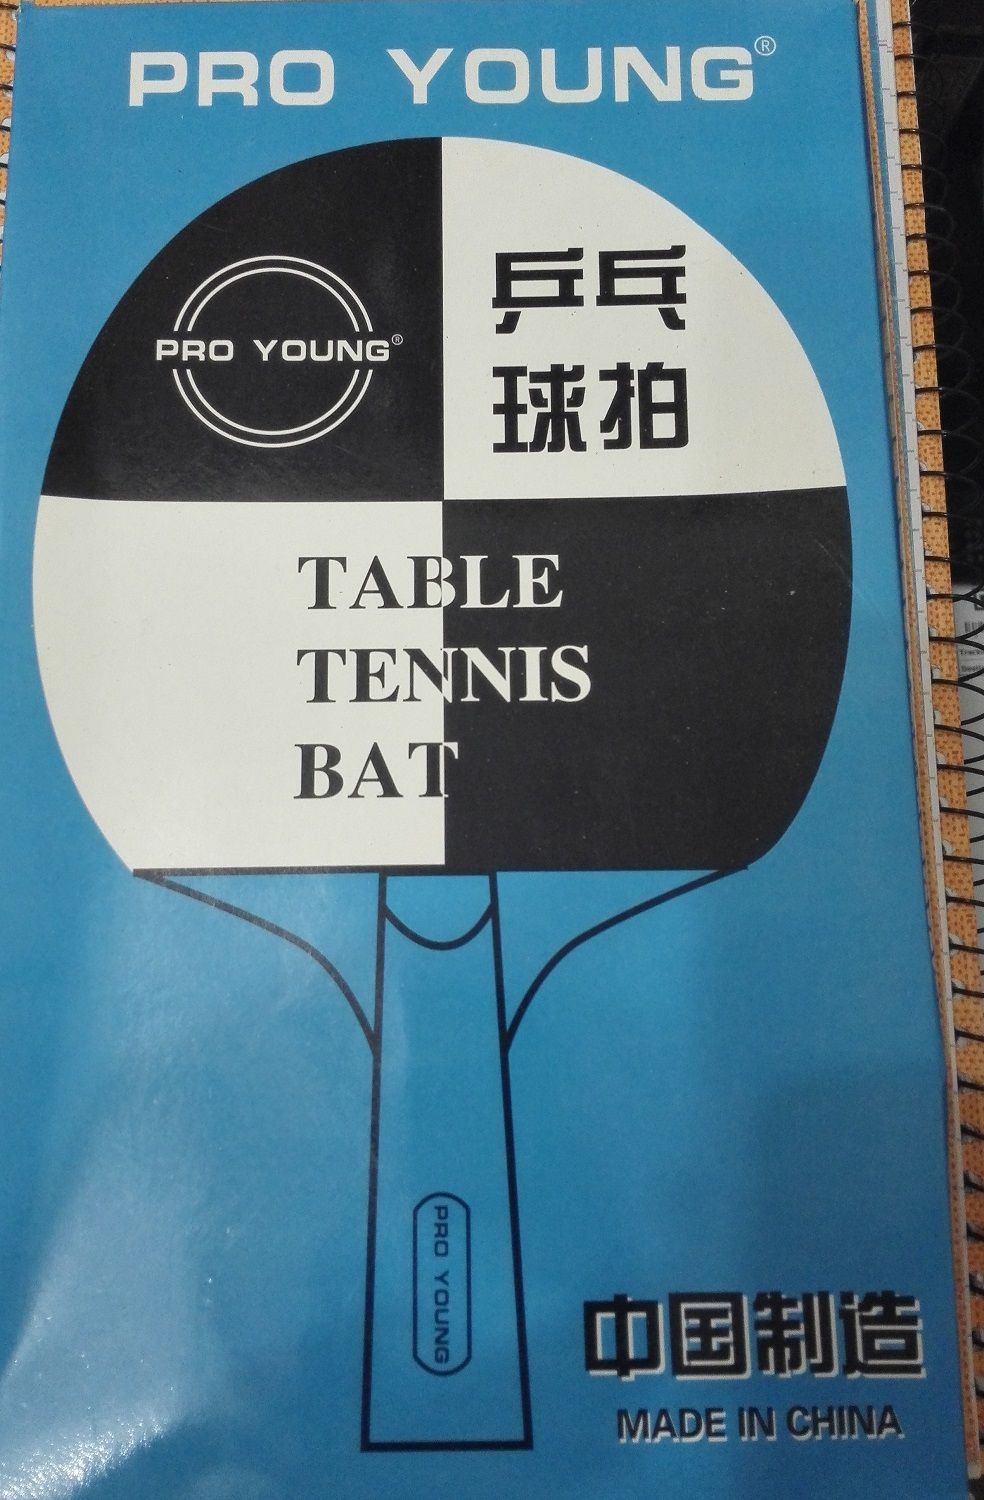 PRO YOUNG®
PRO YOUNG®
乒乓
球拍
TABLE
TENNIS
BAT
PRO YOUNG
中国制造
MADE IN CHINA